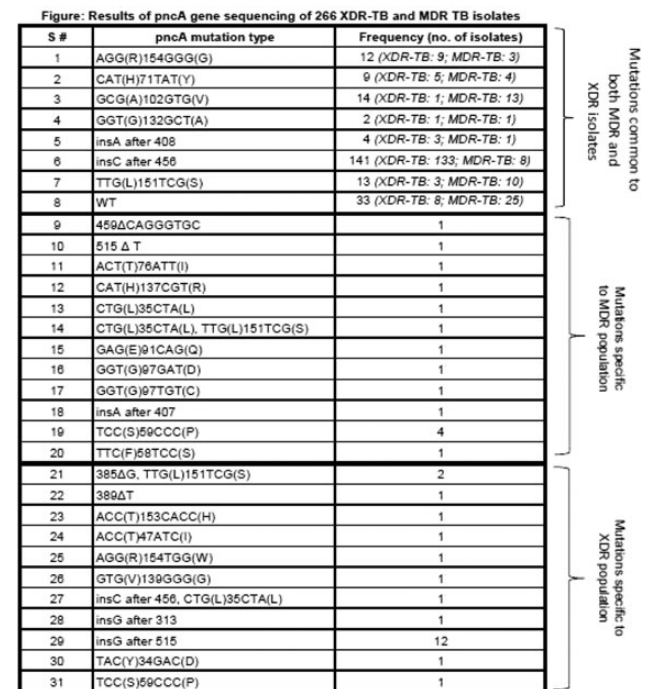 Figure: Results of pncA gene sequencing of 266 XDR-TB and MDR TB isolates
S # pncA mutation type Frequency (no. of isolates)
1 AGG(R)154GGG(G) 12 (XDR-TB: 9; MDR-TB: 3)
2 CAT(H)71TAT(Y) 9 (XDR-TB: 5; MDR-TB: 4)
3 GCG(A)102GTG(V) 14 (XDR-TB: 1; MDR-TB: 13)
4 GGT(G)132GCT(A) 2 (XDR-TB: 1; MDR-TB: 1)
5 insA after 408 4 (XDR-TB: 3; MDR-TB: 1)
6 insC after 456 141 (XDR-TB: 133; MDR-TB: 8)
7 TTG(L)151TCG(S) 13 (XDR-TB: 3; MDR-TB: 10)
8 WT 33 (XDR-TB: 8; MDR-TB: 25)
Mutations common to
both MDR and
XDR isolates
9 459ΔCAGGGTGC 1
10 515 Δ T 1
11 ACT(T)76ATT(I) 1
12 CAT(H)137CGT(R) 1
13 CTG(L)35CTA(L) 1
14 CTG(L)35CTA(L), TTG(L)151TCG(S) 1
15 GAG(E)91CAG(Q) 1
16 GGT(G)97GAT(D) 1
17 GGT(G)97TGT(C) 1
18 insA after 407 1
19 TCC(S)59CCC(P) 4
20 TTC(F)58TCC(S) 1
Mutations specific
to MDR population
21 385ΔG, TTG(L)151TCG(S) 2
22 389ΔT 1
23 ACC(T)153CACC(H) 1
24 ACC(T)47ATC(I) 1
25 AGG(R)154TGG(W) 1
26 GTG(V)139GGG(G) 1
27 insC after 456, CTG(L)35CTA(L) 1
28 insG after 313 1
29 insG after 515 12
30 TAC(Y)34GAC(D) 1
31 TCC(S)59CCC(P) 1
Mutations specific to
XDR population